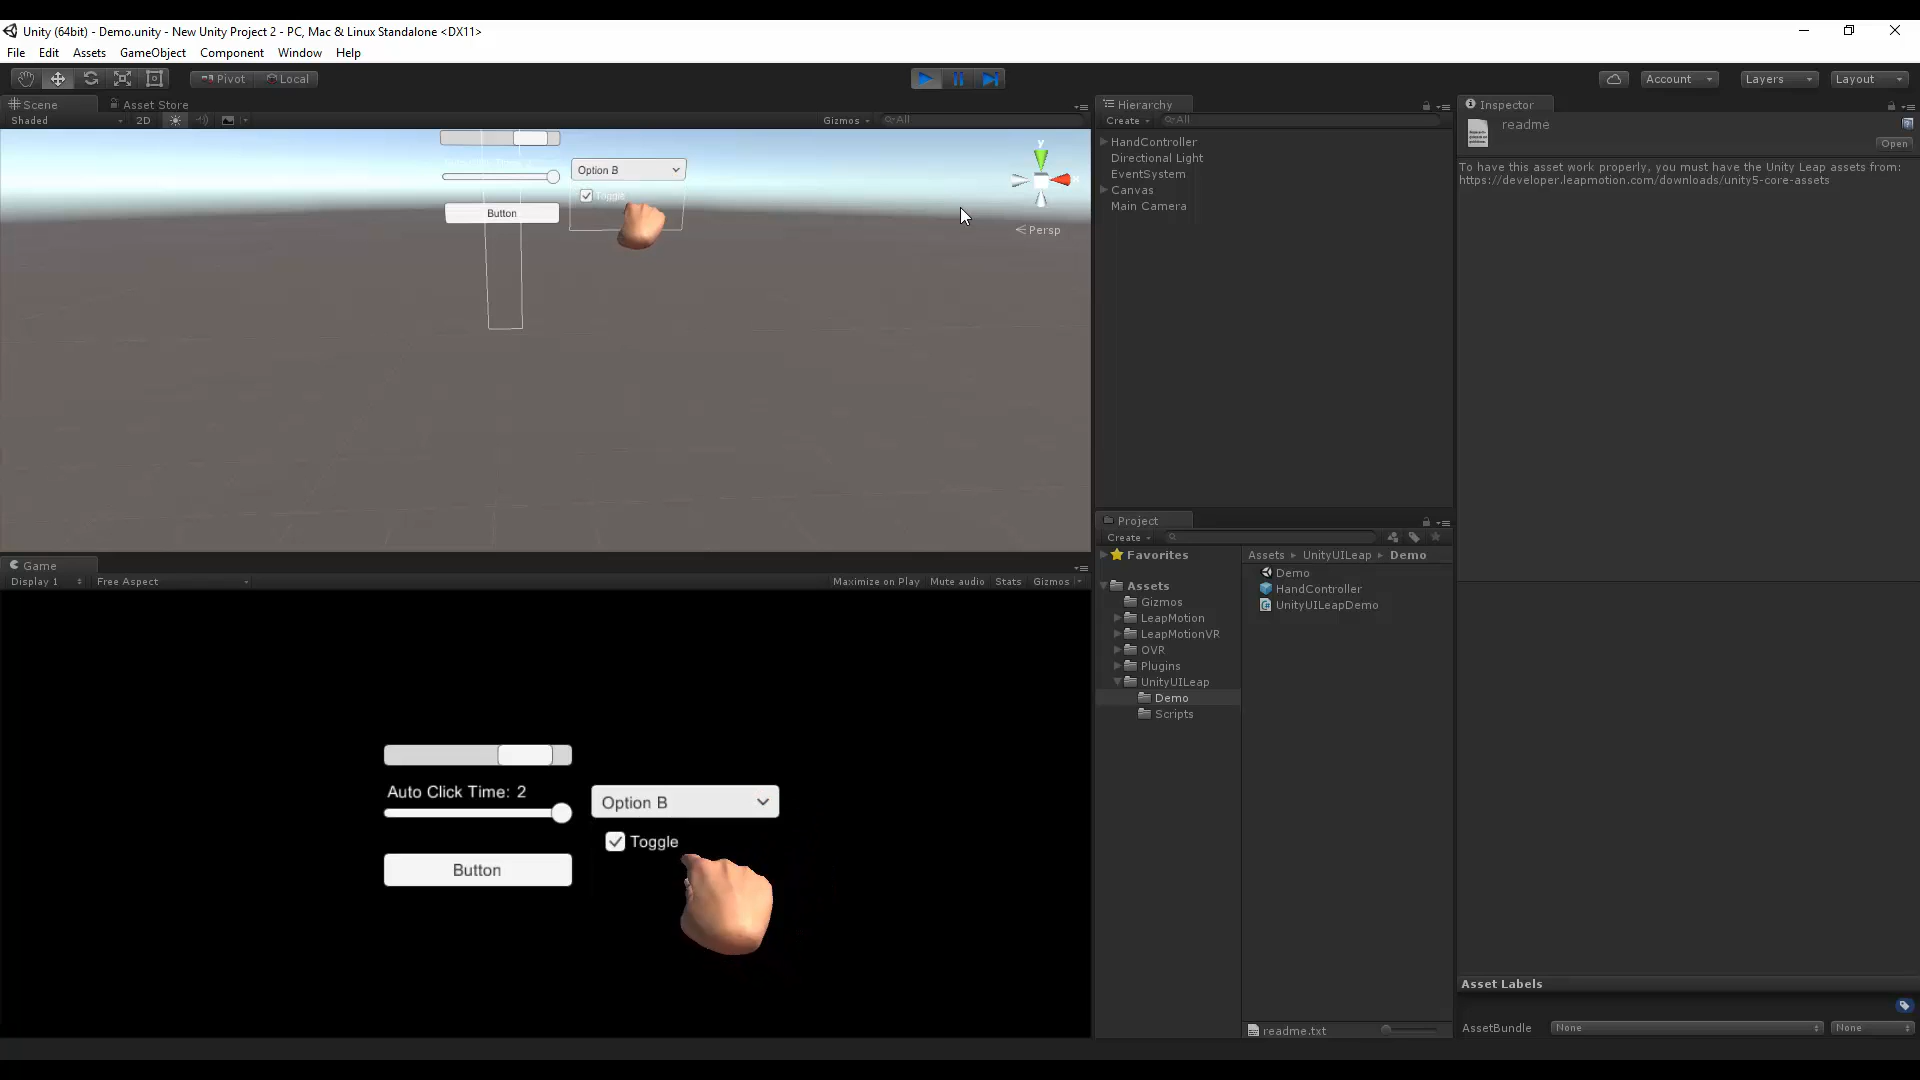 Unity (64bit) - Demo.unity - New Unity Project 2 - PC, Mac & Linux Standalone <DX11>
File Edit Assets GameObject Component Window Help
Pivot Local Account Layers Layout
Scene Asset Store
Shaded 2D Gizmos All
Option B
Toggle
Button
y
Persp
Hierarchy
Create All
HandController
Directional Light
EventSystem
Canvas
Main Camera
Inspector
readme
Open
To have this asset work properly, you must have the Unity Leap assets from:
https://developer.leapmotion.com/downloads/unity5-core-assets
Game
Display 1 Free Aspect Maximize on Play Mute audio Stats Gizmos
Auto Click Time: 2
Option B
Toggle
Button
Project
Create
Favorites
Assets
Gizmos
LeapMotion
LeapMotionVR
OVR
Plugins
UnityUILeap
Demo
Scripts
Assets UnityUILeap Demo
Demo
HandController
UnityUILeapDemo
readme.txt
Asset Labels
AssetBundle None None